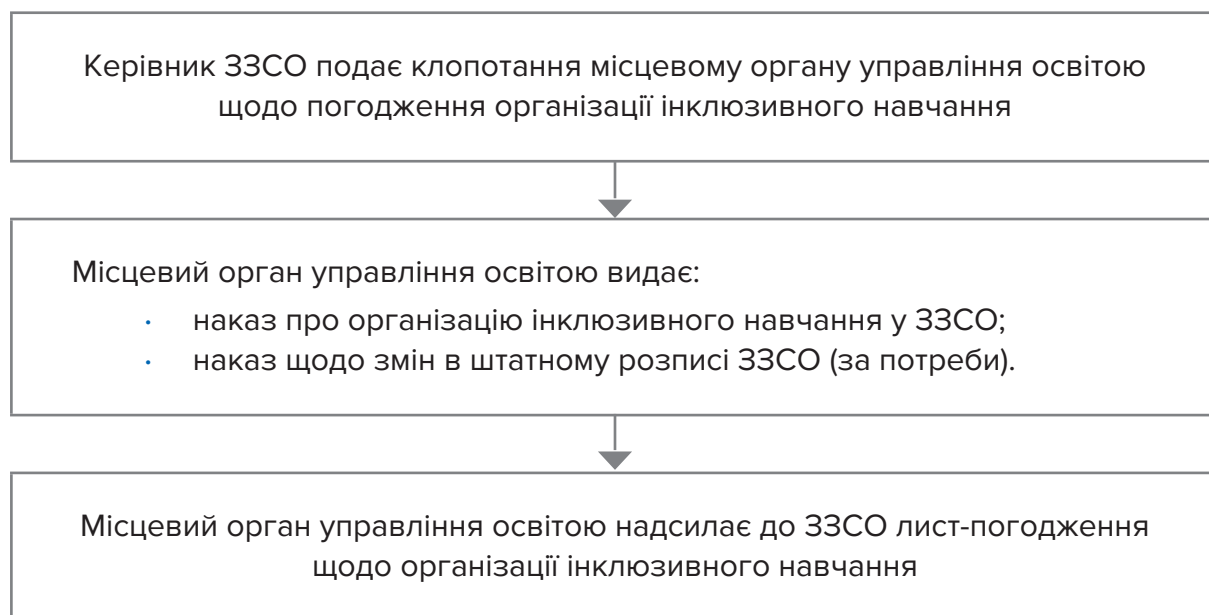 Керівник ЗЗСО подає клопотання місцевому органу управління освітою
щодо погодження організації інклюзивного навчання
Місцевий орган управління освітою видає:
· наказ про організацію інклюзивного навчання у ЗЗСО;
· наказ щодо змін в штатному розписі ЗЗСО (за потреби).
Місцевий орган управління освітою надсилає до ЗЗСО лист-погодження
щодо організації інклюзивного навчання